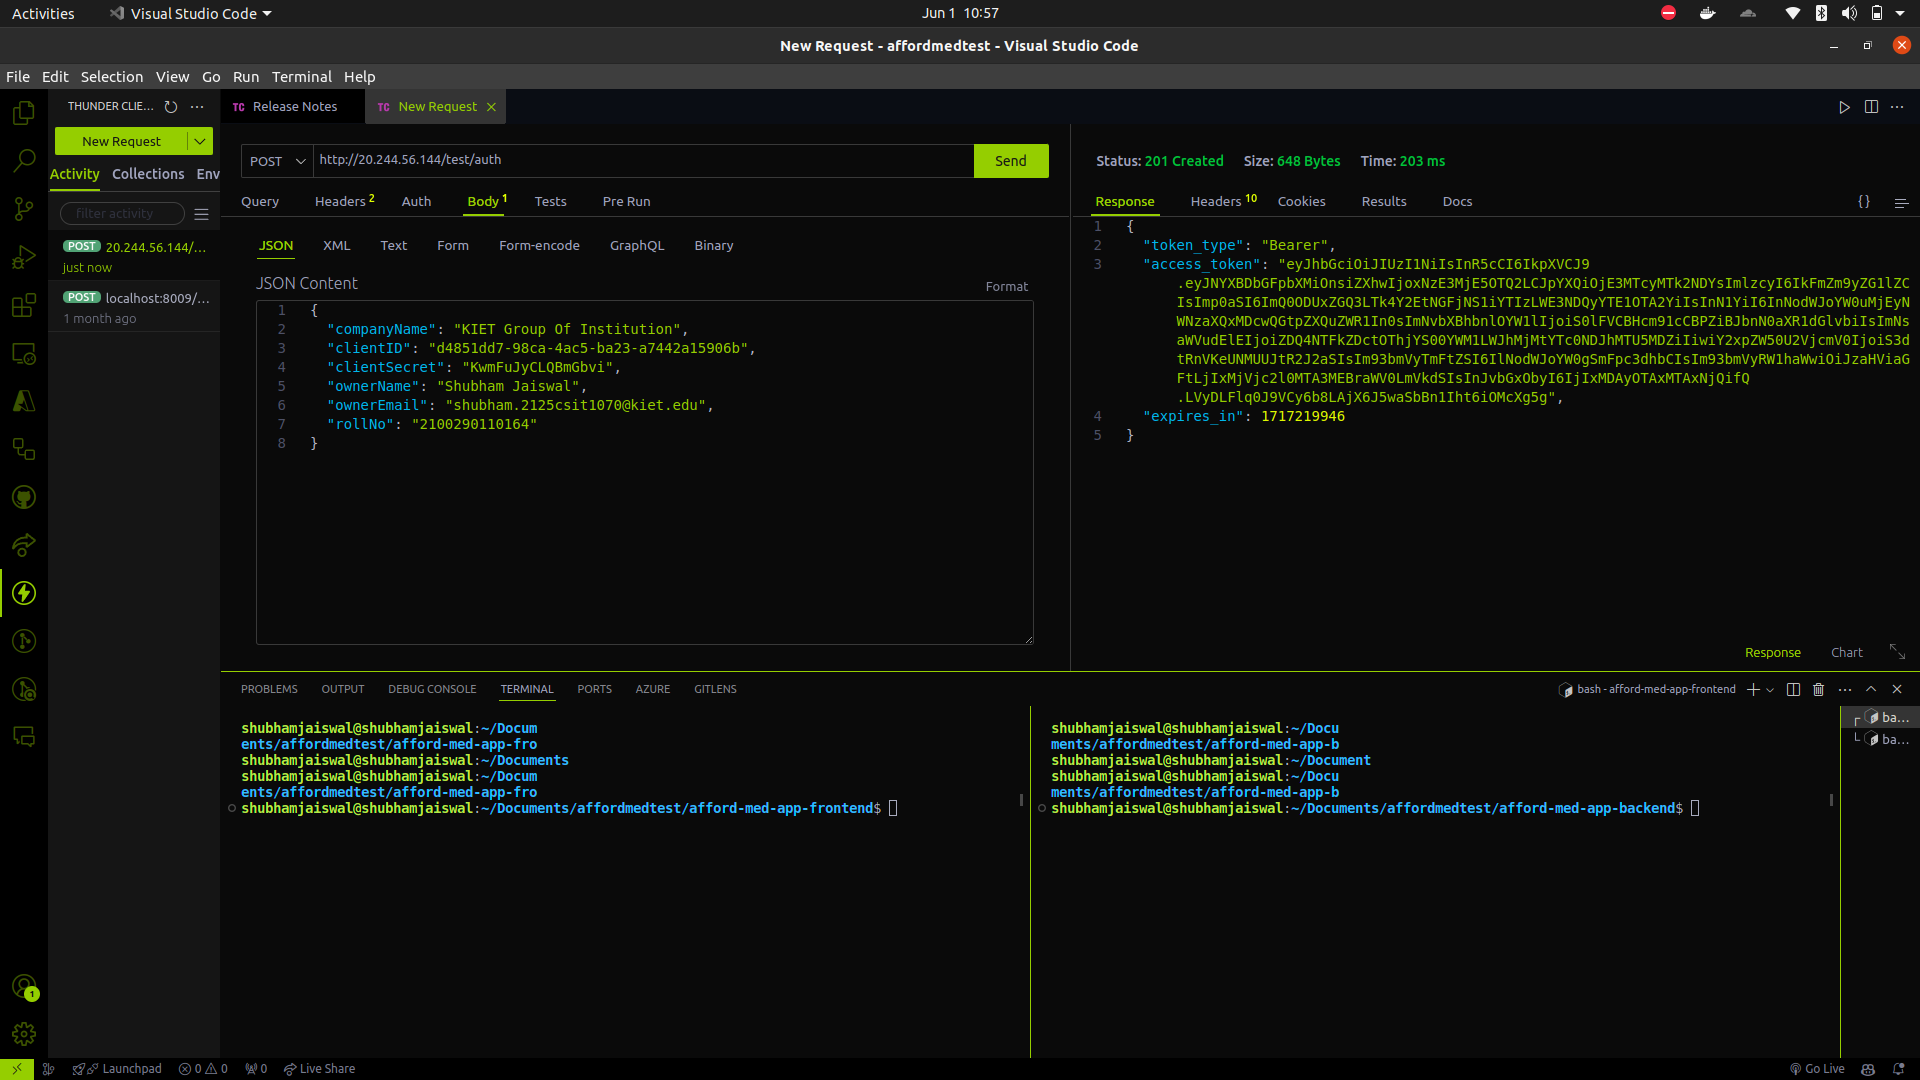 Activities
Visual Studio Code
Jun 1 10:57
New Request - affordmedtest - Visual Studio Code
File Edit Selection View Go Run Terminal Help
THUNDER CLIE... ...
TC Release Notes
TC New Request
New Request
Activity Collections Env
filter activity
POST 20.244.56.144/...
just now
POST localhost:8009/...
1 month ago
POST http://20.244.56.144/test/auth Send
Query Headers 2 Auth Body 1 Tests Pre Run
JSON XML Text Form Form-encode GraphQL Binary
JSON Content
Format
1 {
2 "companyName": "KIET Group Of Institution",
3 "clientID": "d4851dd7-98ca-4ac5-ba23-a7442a15906b",
4 "clientSecret": "KwmFuJyCLQBmGbvi",
5 "ownerName": "Shubham Jaiswal",
6 "ownerEmail": "shubham.2125csit1070@kiet.edu",
7 "rollNo": "2100290110164"
8 }
Status: 201 Created Size: 648 Bytes Time: 203 ms
Response Headers 10 Cookies Results Docs
{}
1 {
2 "token_type": "Bearer",
3 "access_token": "eyJhbGciOiJIUzI1NiIsInR5cCI6IkpXVCJ9
.eyJNYXBDbGFpbXMiOnsiZXhwIjoxNzE3MjE5OTQ2LCJpYXQiOjE3MTcyMTk2NDYsImlzcyI6IkFmZm9yZG1lZC
IsImp0aSI6ImQ0ODUxZGQ3LTk4Y2EtNGFjNS1iYTIzLWE3NDQyYTE1OTA2YiIsInN1YiI6InNodWJoYW0uMjEyN
WNzaXQxMDcwQGtpZXQuZWR1In0sImNvbXBhbnlOYW1lIjoiS0lFVCBHcm91cCBPZiBJbnN0aXR1dGlvbiIsImNs
aWVudElEIjoiZDQ4NTFkZDctOThjYS00YWM1LWJhMjMtYTc0NDJhMTU5MDZiIiwiY2xpZW50U2VjcmV0IjoiS3d
tRnVKeUNMUUJtR2J2aSIsIm93bmVyTmFtZSI6IlNodWJoYW0gSmFpc3dhbCIsIm93bmVyRW1haWwiOiJzaHViaG
FtLjIxMjVjc2l0MTA3MEBraWV0LmVkdSIsInJvbGxObyI6IjIxMDAyOTAxMTAxNjQifQ
.LVyDLFlq0J9VCy6b8LAjX6J5waSbBn1Iht6iOMcXg5g",
4 "expires_in": 1717219946
5 }
Response Chart
PROBLEMS OUTPUT DEBUG CONSOLE TERMINAL PORTS AZURE GITLENS
bash - afford-med-app-frontend
shubhamjaiswal@shubhamjaiswal:~/Docum
ents/affordmedtest/afford-med-app-fro
shubhamjaiswal@shubhamjaiswal:~/Documents
shubhamjaiswal@shubhamjaiswal:~/Docum
ents/affordmedtest/afford-med-app-fro
shubhamjaiswal@shubhamjaiswal:~/Documents/affordmedtest/afford-med-app-frontend$
shubhamjaiswal@shubhamjaiswal:~/Docu
ments/affordmedtest/afford-med-app-b
shubhamjaiswal@shubhamjaiswal:~/Document
shubhamjaiswal@shubhamjaiswal:~/Docu
ments/affordmedtest/afford-med-app-b
shubhamjaiswal@shubhamjaiswal:~/Documents/affordmedtest/afford-med-app-backend$
ba...
ba...
1
Launchpad 0 0 0 Live Share
Go Live